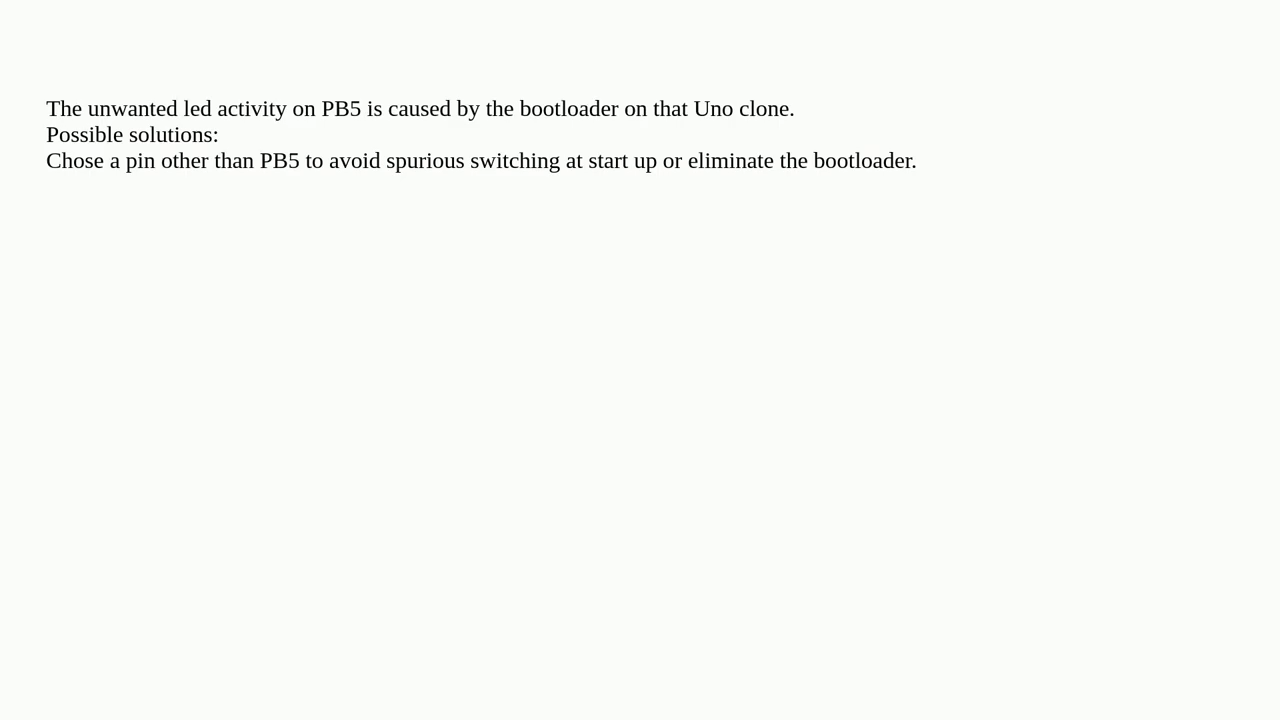 The unwanted led activity on PB5 is caused by the bootloader on that Uno clone.
Possible solutions:
Chose a pin other than PB5 to avoid spurious switching at start up or eliminate the bootloader.